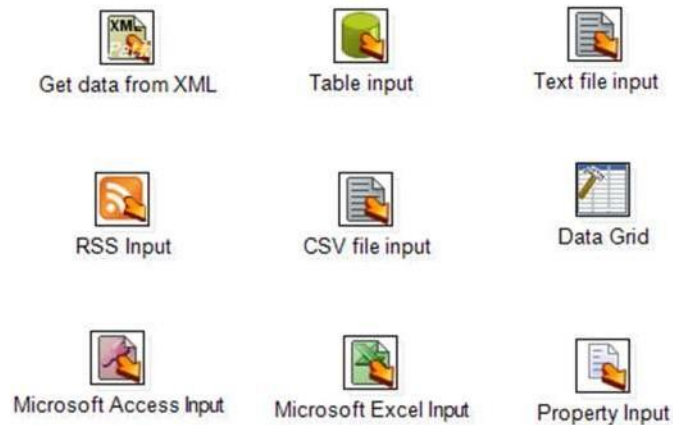 XML
Get data from XML
Table input
Text file input
RSS Input
CSV file input
Data Grid
Microsoft Access Input
Microsoft Excel Input
Property Input